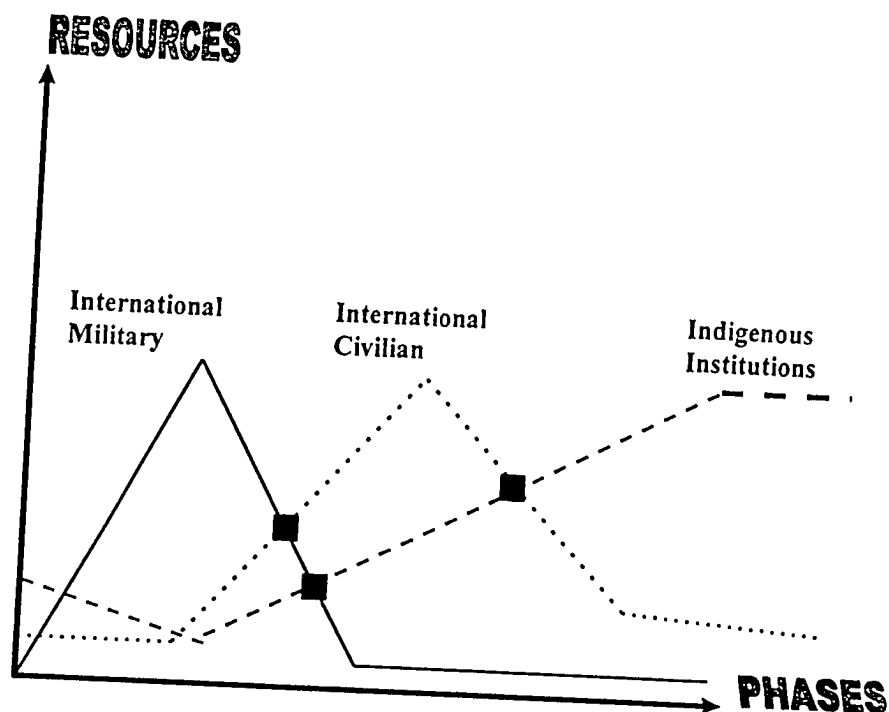 RESOURCES
International
Military
International
Civilian
Indigenous
Institutions
PHASES